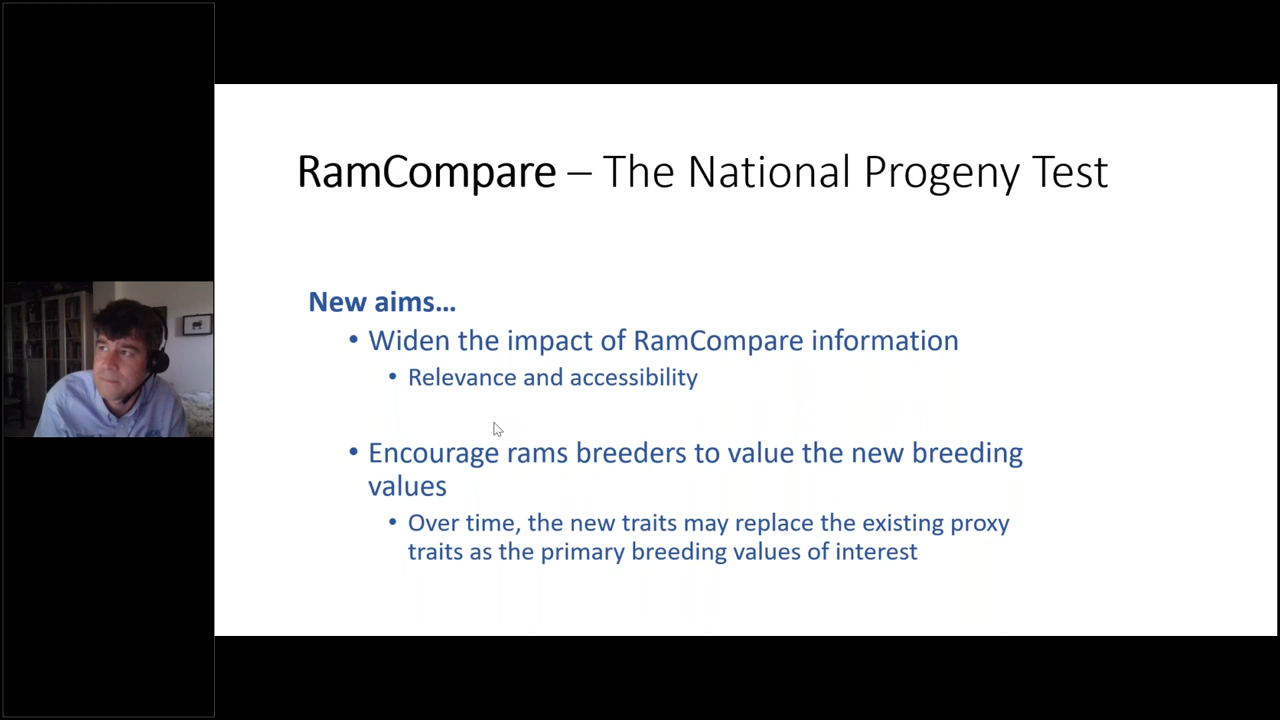 RamCompare – The National Progeny Test
New aims…
• Widen the impact of RamCompare information
• Relevance and accessibility
• Encourage rams breeders to value the new breeding
values
• Over time, the new traits may replace the existing proxy
traits as the primary breeding values of interest